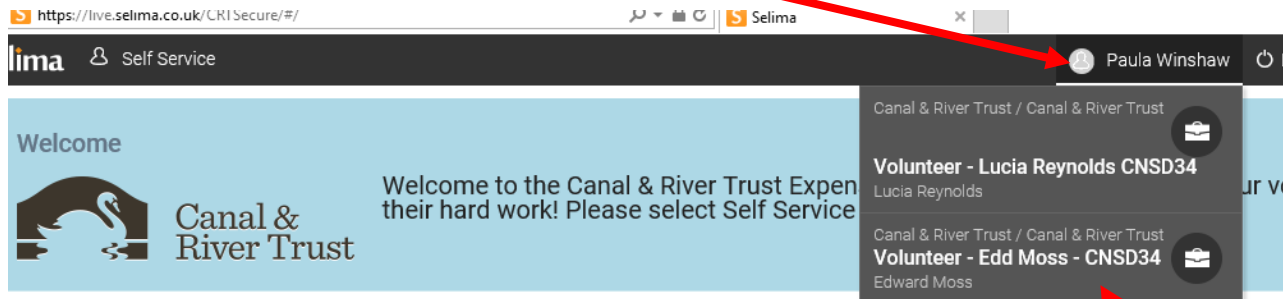 https://live.selima.co.uk/CRTSecure/#/
Selima
lima Self Service
Paula Winshaw
Welcome
Canal &
River Trust
Welcome to the Canal & River Trust Expen
their hard work! Please select Self Service
Canal & River Trust / Canal & River Trust
Volunteer - Lucia Reynolds CNSD34
Lucia Reynolds
Canal & River Trust / Canal & River Trust
Volunteer - Edd Moss - CNSD34
Edward Moss